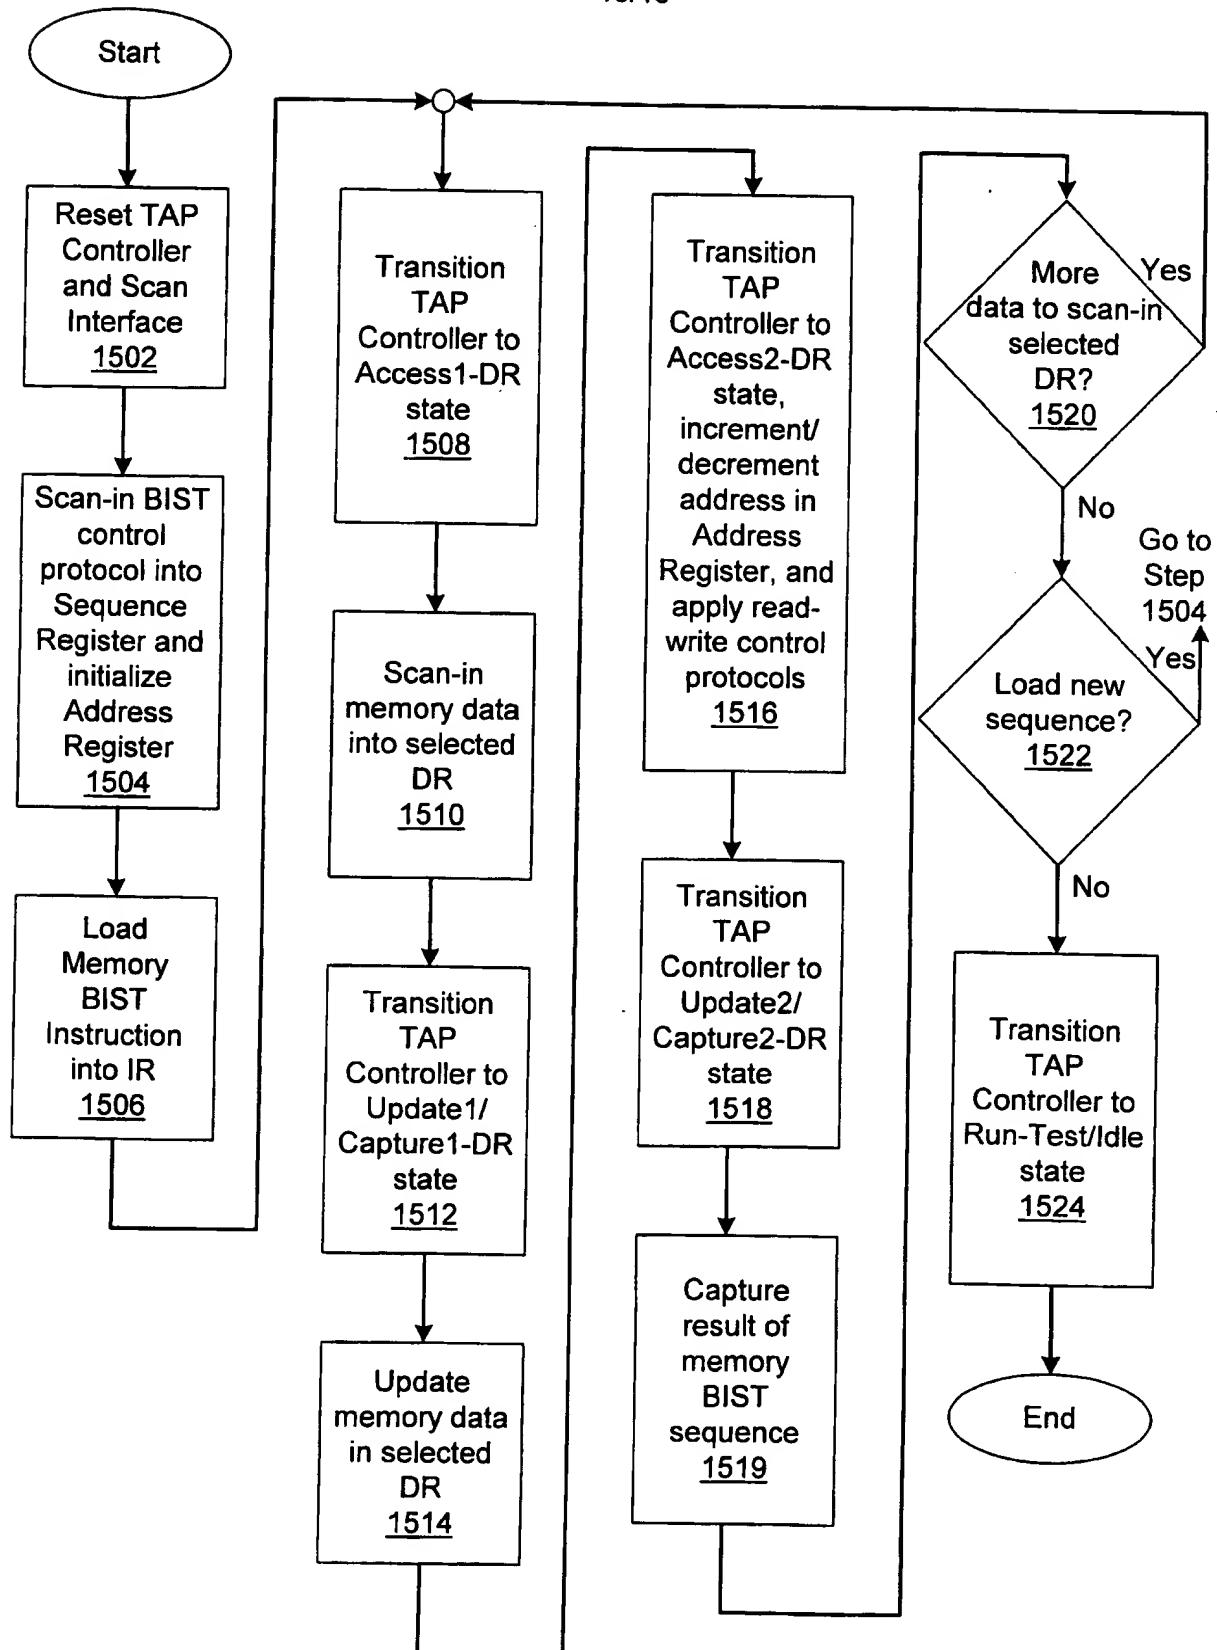 Start
Reset TAP
Controller
and Scan
Interface
1502
Scan-in BIST
control
protocol into
Sequence
Register and
initialize
Address
Register
1504
Load
Memory
BIST
Instruction
into IR
1506
Transition
TAP
Controller to
Access1-DR
state
1508
Scan-in
memory data
into selected
DR
1510
Transition
TAP
Controller to
Update1/
Capture1-DR
state
1512
Update
memory data
in selected
DR
1514
Transition
TAP
Controller to
Access2-DR
state,
increment/
decrement
address in
Address
Register, and
apply read-
write control
protocols
1516
Transition
TAP
Controller to
Update2/
Capture2-DR
state
1518
Capture
result of
memory
BIST
sequence
1519
More
data to scan-in
selected
DR?
1520
Yes
No
Go to
Step
1504
Yes
Load new
sequence?
1522
No
Transition
TAP
Controller to
Run-Test/Idle
state
1524
End